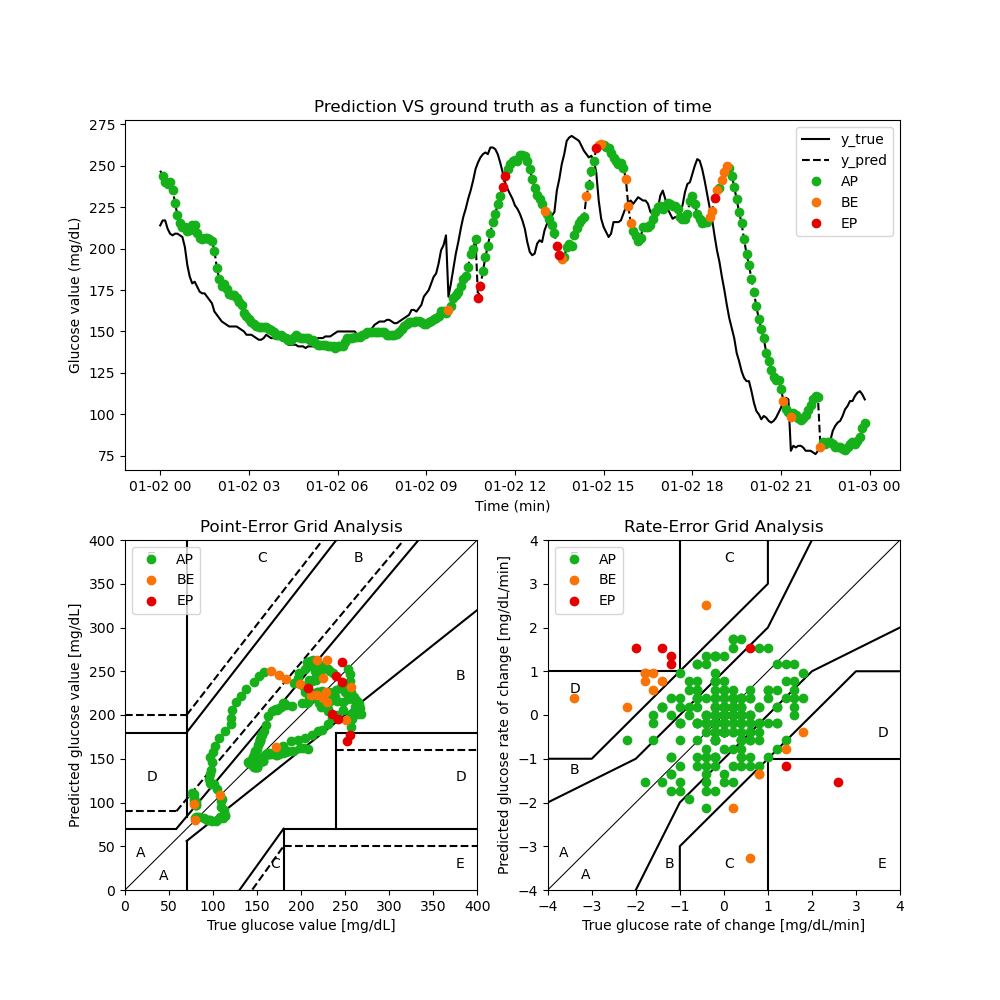 Prediction VS ground truth as a function of time
Glucose value (mg/dL)
275
250
225
200
175
150
125
100
75
y_true
y_pred
AP
BE
EP
01-02 00 01-02 03 01-02 06 01-02 09 01-02 12 01-02 15 01-02 18 01-02 21 01-03 00
Time (min)
Point-Error Grid Analysis
Predicted glucose value [mg/dL]
400
350
300
250
200
150
100
50
0
AP
BE
EP
C
B
B
D
D
A
A
C
E
0 50 100 150 200 250 300 350 400
True glucose value [mg/dL]
Rate-Error Grid Analysis
Predicted glucose rate of change [mg/dL/min]
4
3
2
1
0
−1
−2
−3
−4
AP
BE
EP
C
D
D
B
A
A
B
C
E
−4 −3 −2 −1 0 1 2 3 4
True glucose rate of change [mg/dL/min]